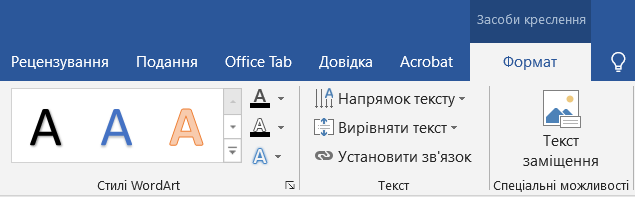 Засоби креслення
Рецензування Подання Office Tab Довідка Acrobat Формат
A A A A Напрямок тексту
A Вирівняти текст Текст
A Установити зв'язок заміщення
Стилі WordArt Текст Спеціальні можливості